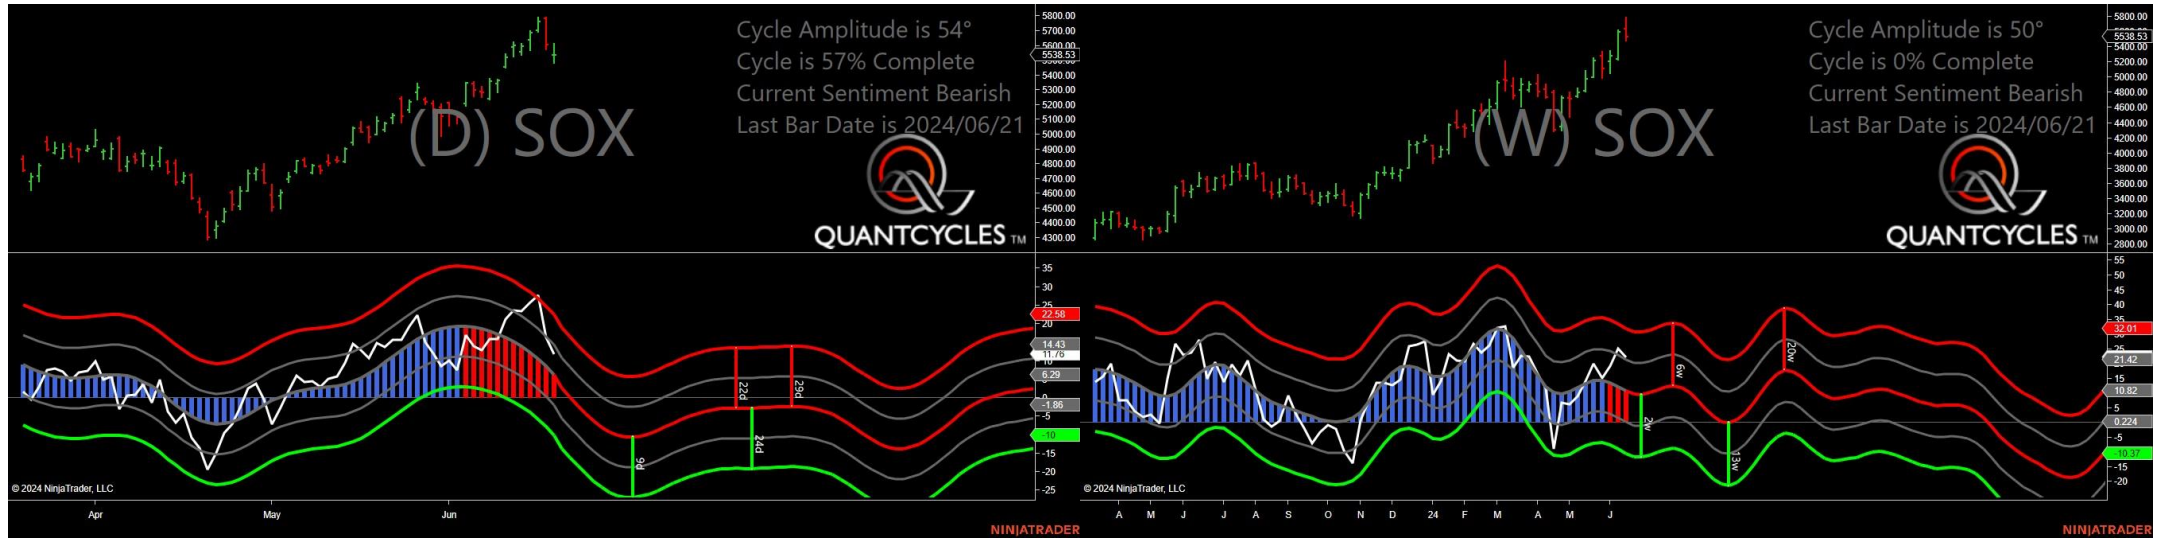 Cycle Amplitude is 54°
Cycle is 57% Complete
Current Sentiment Bearish
Last Bar Date is 2024/06/21
(D) SOX
QUANTCYCLES TM
5800.00
5700.00
5600.00
5538.53
5400.00
5300.00
5200.00
5100.00
5000.00
4900.00
4800.00
4700.00
4600.00
4500.00
4400.00
4300.00
35
30
25
22.58
20
14.43
11.76
6.29
-1.86
-5
-10
-15
-20
-25
9d
22d
24d
29d
© 2024 NinjaTrader, LLC
Apr
May
Jun
NINJATRADER
Cycle Amplitude is 50°
Cycle is 0% Complete
Current Sentiment Bearish
Last Bar Date is 2024/06/21
(W) SOX
QUANTCYCLES TM
5800.00
5538.53
5400.00
5200.00
5000.00
4800.00
4600.00
4400.00
4200.00
4000.00
3800.00
3600.00
3400.00
3200.00
3000.00
2800.00
55
50
45
40
35
32.01
25
21.42
15
10.82
5
0.224
-5
-10.37
-15
-20
2w
6w
13w
20w
© 2024 NinjaTrader, LLC
A M J J A S O N D 24 F M A M J
NINJATRADER